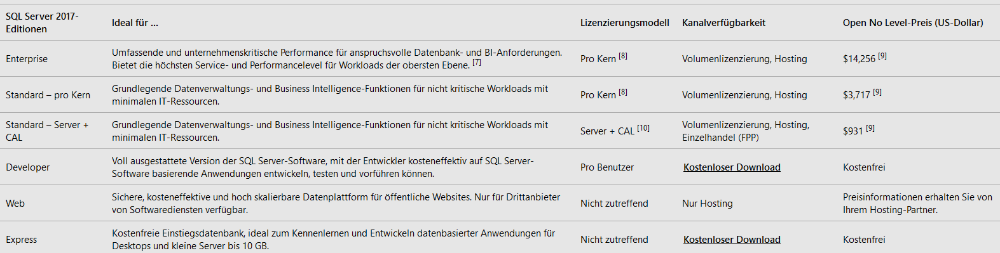 SQL Server 2017-
Editionen
Ideal für ...
Lizenzierungsmodell
Kanalverfügbarkeit
Open No Level-Preis (US-Dollar)
Enterprise
Umfassende und unternehmenskritische Performance für anspruchsvolle Datenbank- und BI-Anforderungen.
Bietet die höchsten Service- und Performancelevel für Workloads der obersten Ebene. [7]
Pro Kern [8]
Volumenlizenzierung, Hosting
$14,256 [9]
Standard – pro Kern
Grundlegende Datenverwaltungs- und Business Intelligence-Funktionen für nicht kritische Workloads mit
minimalen IT-Ressourcen.
Pro Kern [8]
Volumenlizenzierung, Hosting
$3,717 [9]
Standard – Server +
CAL
Grundlegende Datenverwaltungs- und Business Intelligence-Funktionen für nicht kritische Workloads mit
minimalen IT-Ressourcen.
Server + CAL [10]
Volumenlizenzierung, Hosting,
Einzelhandel (FPP)
$931 [9]
Developer
Voll ausgestattete Version der SQL Server-Software, mit der Entwickler kosteneffektiv auf SQL Server-
Software basierende Anwendungen entwickeln, testen und vorführen können.
Pro Benutzer
Kostenloser Download
Kostenfrei
Web
Sichere, kosteneffektive und hoch skalierbare Datenplattform für öffentliche Websites. Nur für Drittanbieter
von Softwarediensten verfügbar.
Nicht zutreffend
Nur Hosting
Preisinformationen erhalten Sie von
Ihrem Hosting-Partner.
Express
Kostenfreie Einstiegsdatenbank, ideal zum Kennenlernen und Entwickeln datenbasierter Anwendungen für
Desktops und kleine Server bis 10 GB.
Nicht zutreffend
Kostenloser Download
Kostenfrei